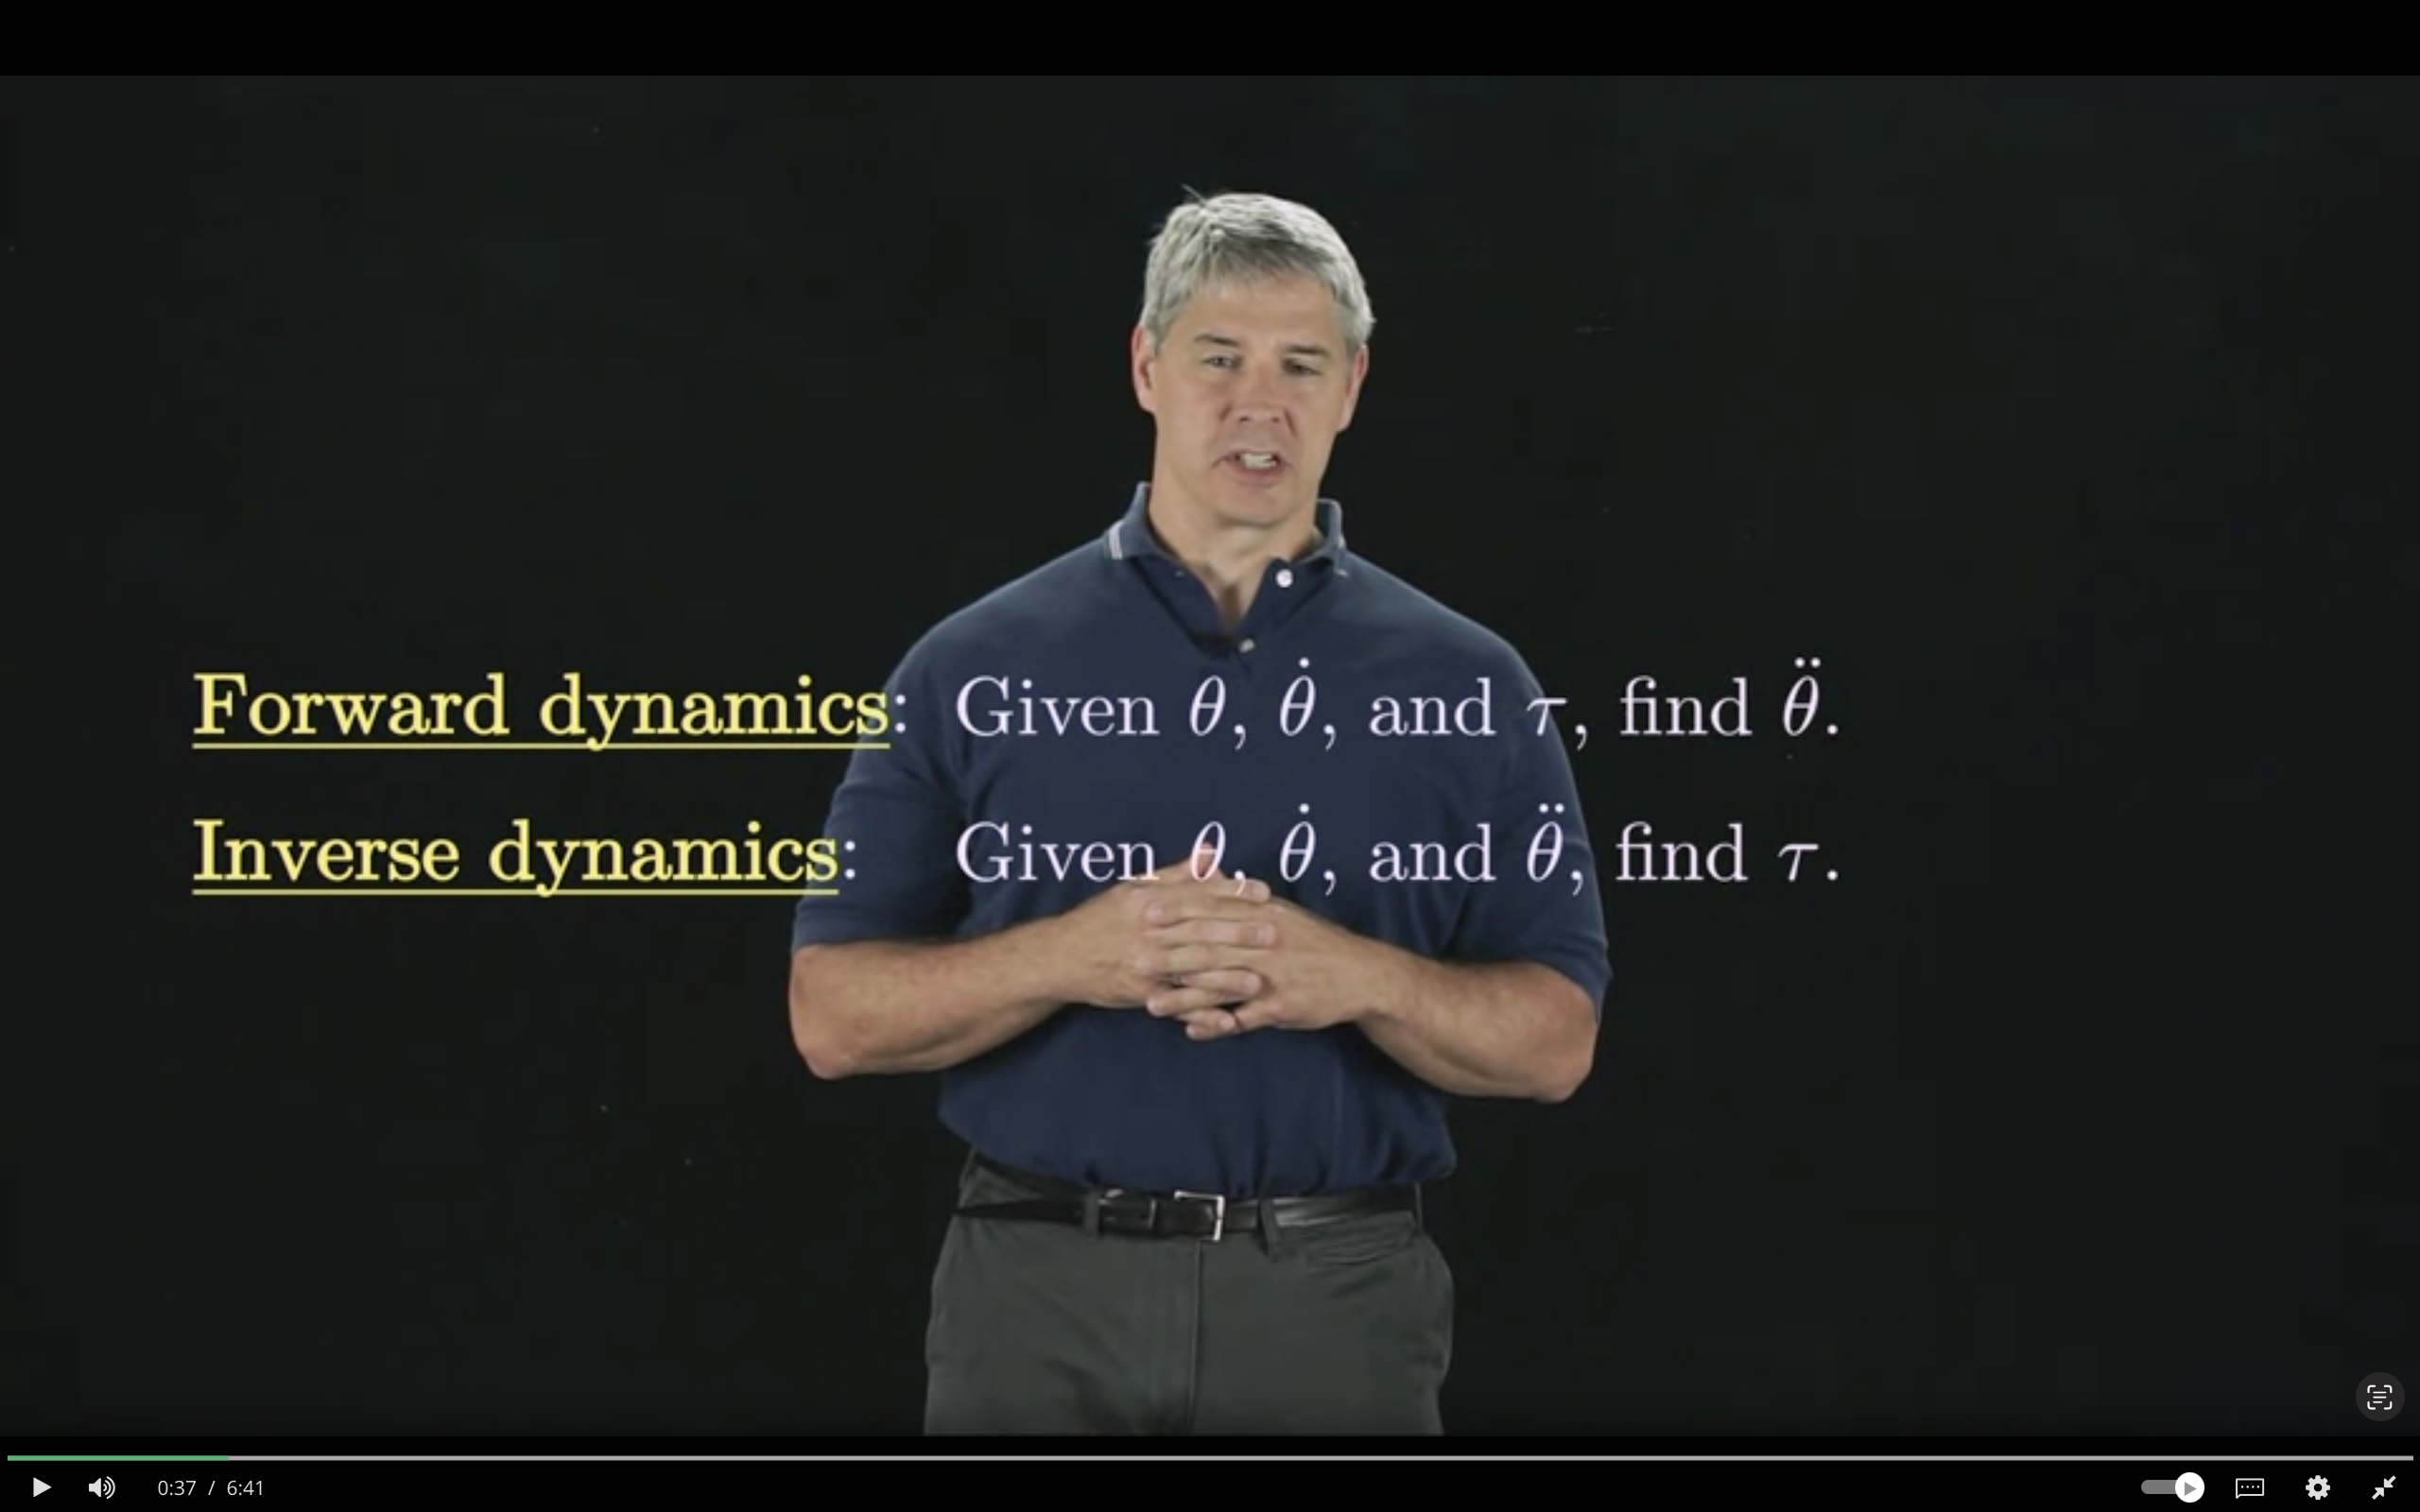 Forward dynamics: Given θ, θ̇, and τ, find θ̈.
Inverse dynamics: Given θ, θ̇, and θ̈, find τ.
0:37 / 6:41